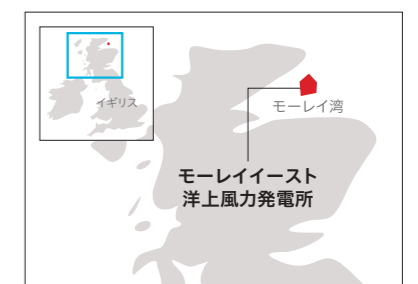 イギリス
モーレイ湾
モーレイイースト
洋上風力発電所